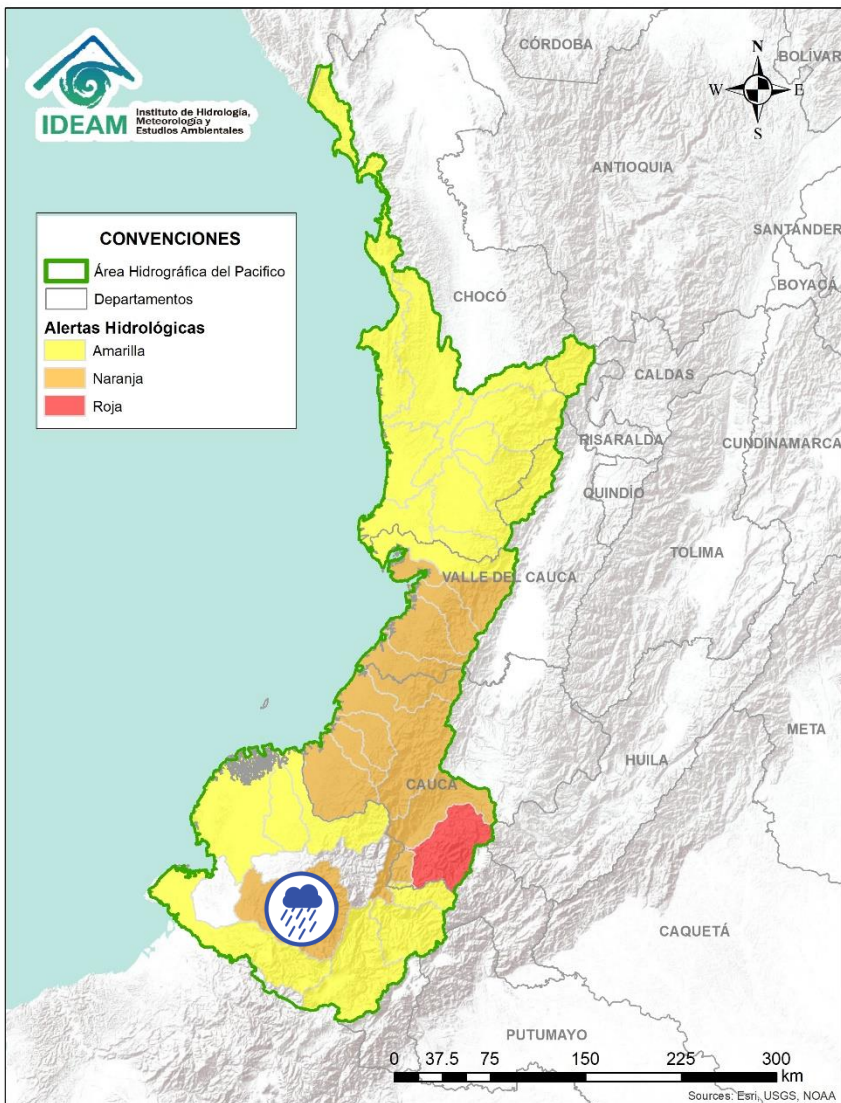 IDEAM
Instituto de Hidrología,
Meteorología y
Estudios Ambientales
N
W
E
S
CÓRDOBA
BOLÍVAR
ANTIOQUIA
SANTANDER
BOYACÁ
CHOCÓ
CALDAS
RISARALDA
CUNDINAMARCA
QUINDÍO
TOLIMA
VALLE DEL CAUCA
META
HUILA
CAUCA
CAQUETÁ
PUTUMAYO
CONVENCIONES
Área Hidrográfica del Pacifico
Departamentos
Alertas Hidrológicas
Amarilla
Naranja
Roja
0 37.5 75 150 225 300
km
Sources: Esri, USGS, NOAA